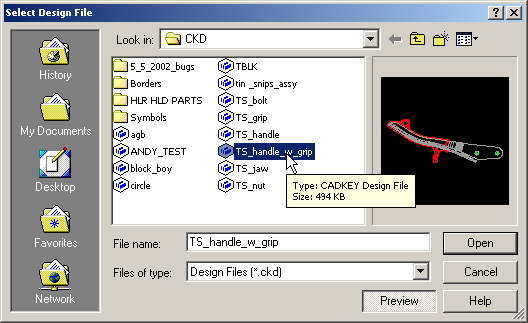 Select Design File
Look in: CKD
History
My Documents
Desktop
Favorites
Network
5_5_2002_bugs
Borders
HLR HLD PARTS
Symbols
agb
ANDY_TEST
block_boy
circle
TBLK
tin _snips_assy
TS_bolt
TS_grip
TS_handle
TS_handle_w_grip
TS_jaw
TS_nut
Type: CADKEY Design File
Size: 494 KB
File name: TS_handle_w_grip
Open
Files of type: Design Files (*.ckd)
Cancel
Preview
Help